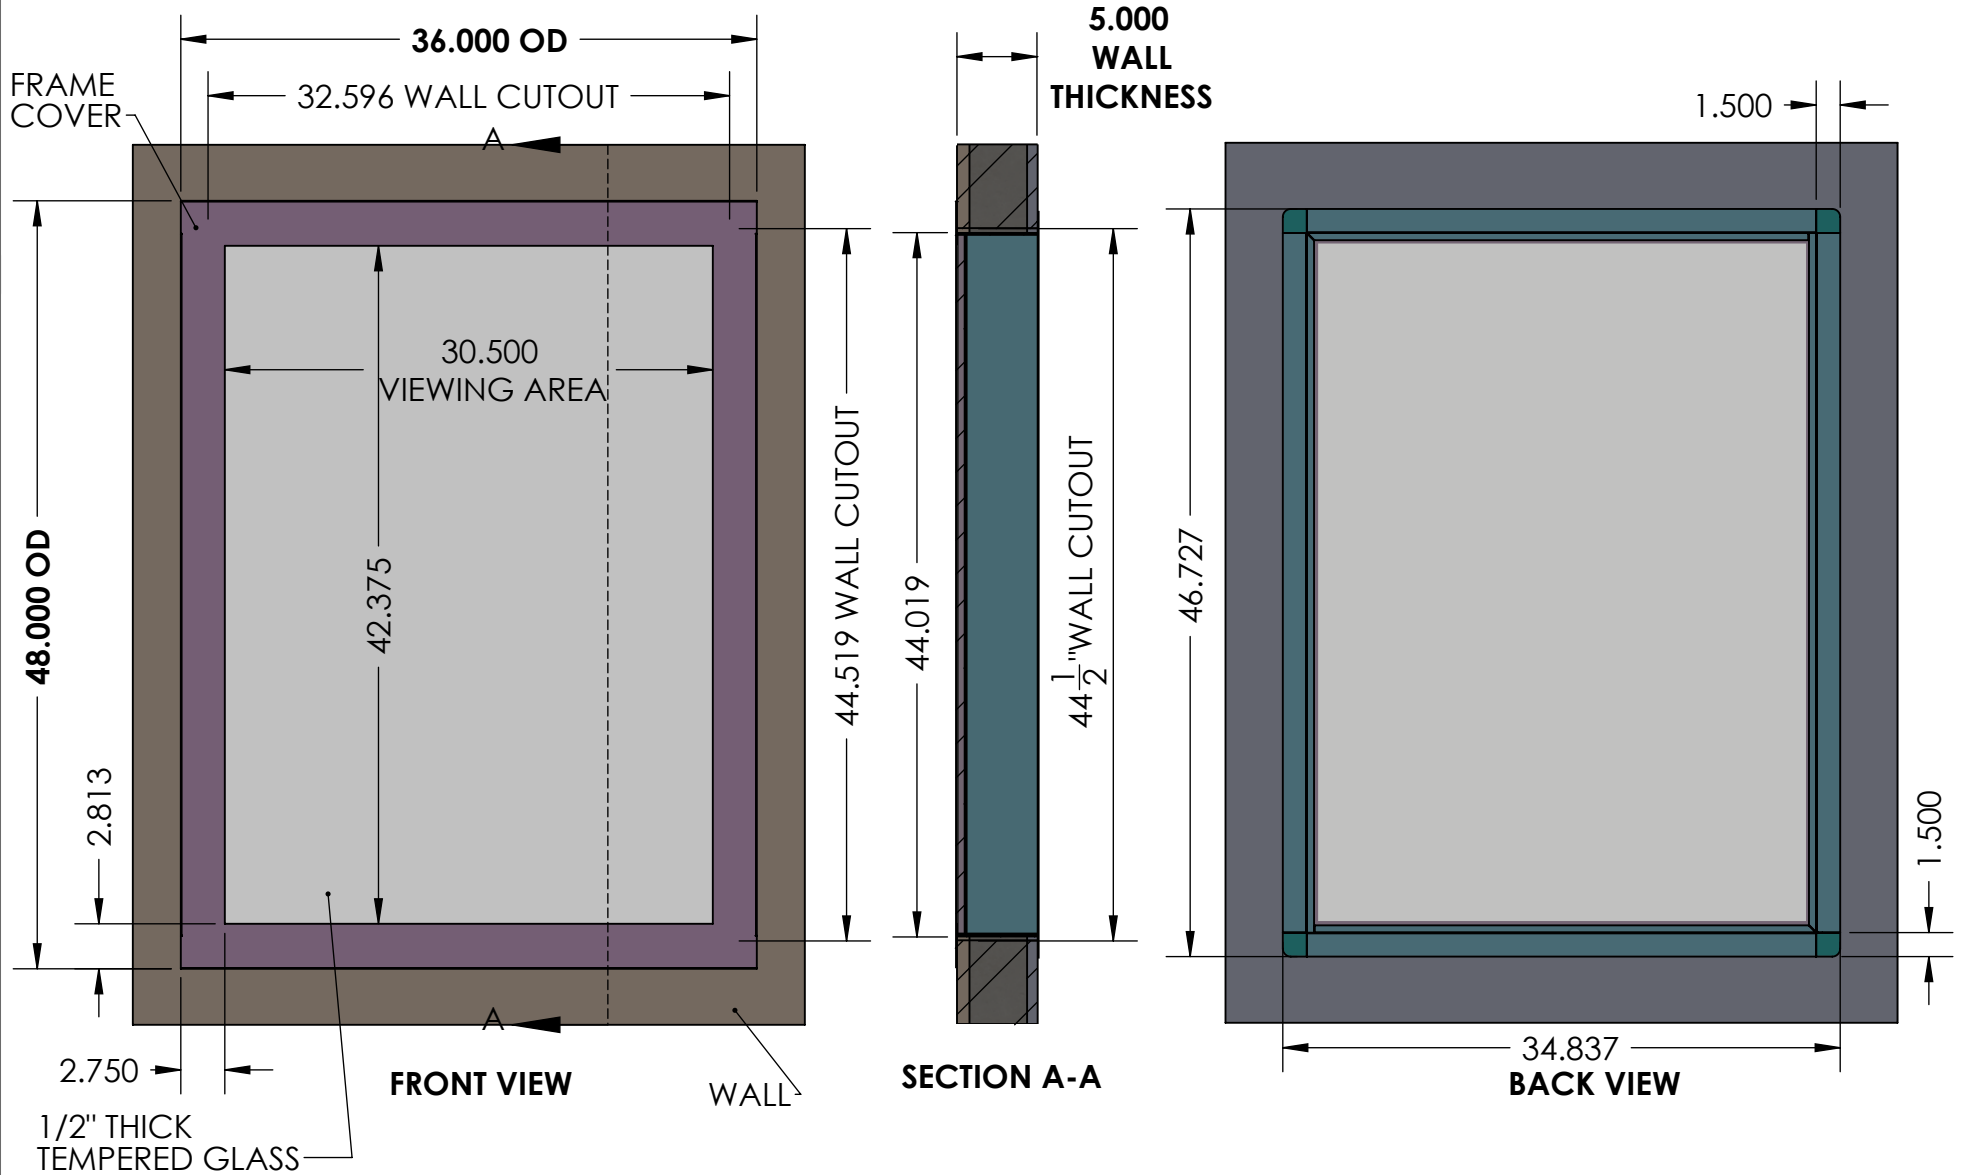 36.000 OD
32.596 WALL CUTOUT
FRAME
COVER
A
5.000
WALL
THICKNESS
1.500
30.500
VIEWING AREA
42.375
48.000 OD
2.813
44.519 WALL CUTOUT
44.019
44 1/2" WALL CUTOUT
46.727
1.500
A
2.750
FRONT VIEW
WALL
SECTION A-A
34.837
BACK VIEW
1/2" THICK
TEMPERED GLASS